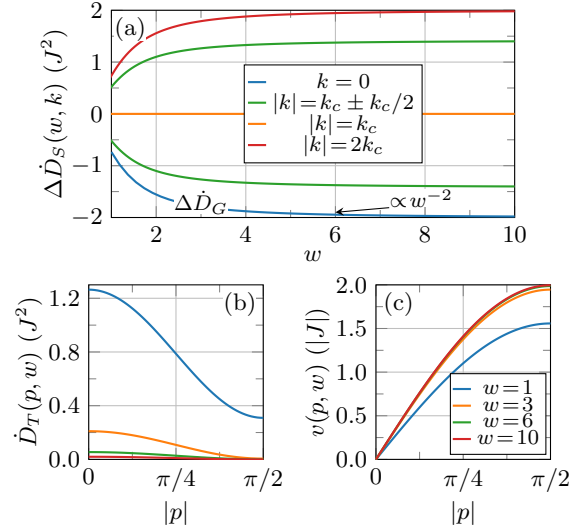 (a)
ΔḊ_S(w, k) (J²)
2
1
0
−1
−2
k = 0
|k| = k_c ± k_c/2
|k| = k_c
|k| = 2k_c
ΔḊ_G
∝w⁻²
2 4 6 8 10
w
(b)
Ḋ_T(p, w) (J²)
1.2
0.8
0.4
0.0
0 π/4 π/2
|p|
(c)
v(p, w) (|J|)
2.0
1.5
1.0
0.5
0.0
w = 1
w = 3
w = 6
w = 10
0 π/4 π/2
|p|